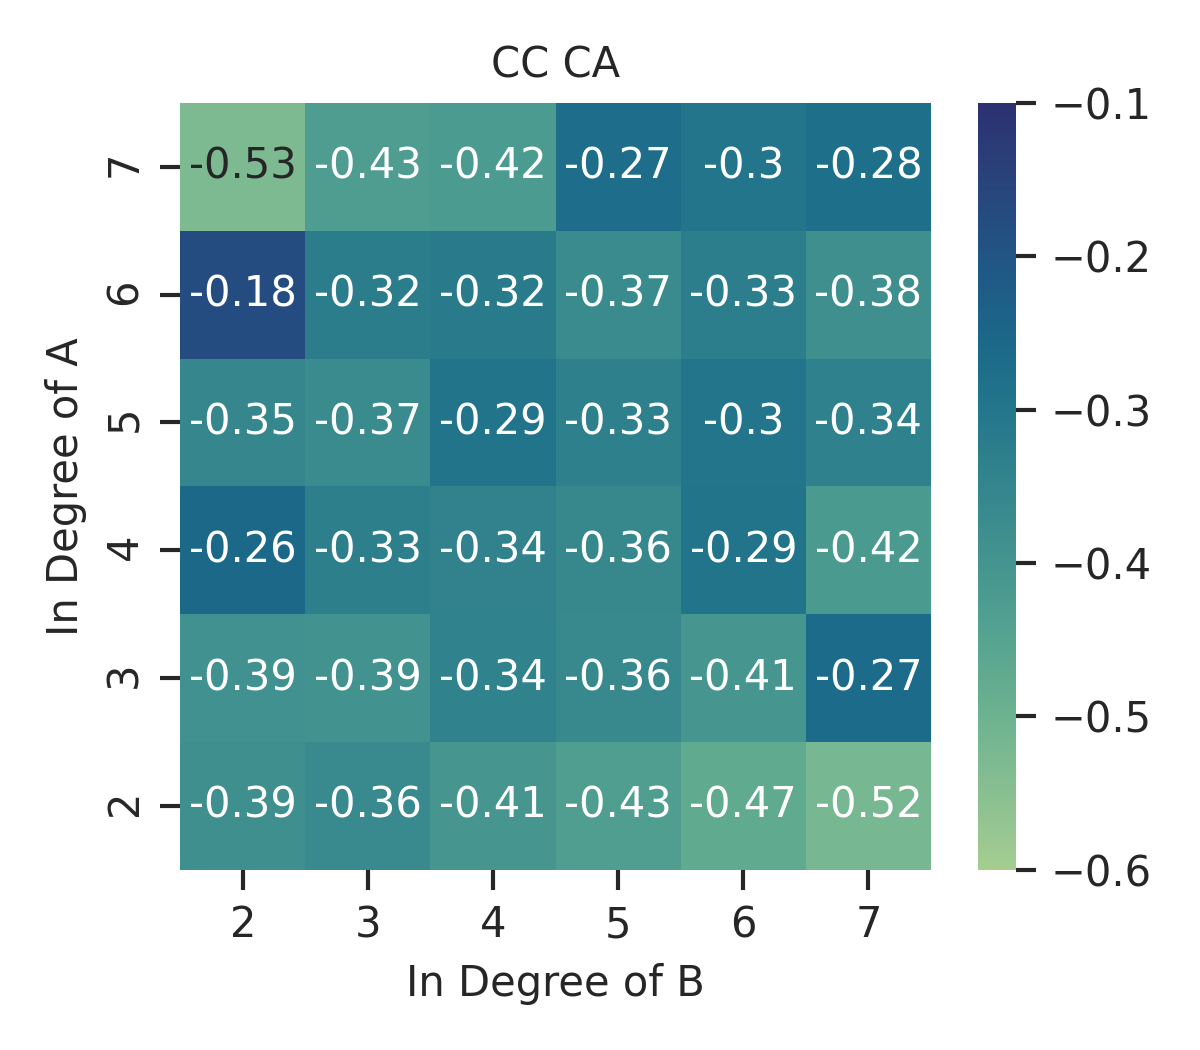 CC CA
7 -0.53 -0.43 -0.42 -0.27 -0.3 -0.28
6 -0.18 -0.32 -0.32 -0.37 -0.33 -0.38
5 -0.35 -0.37 -0.29 -0.33 -0.3 -0.34
4 -0.26 -0.33 -0.34 -0.36 -0.29 -0.42
3 -0.39 -0.39 -0.34 -0.36 -0.41 -0.27
2 -0.39 -0.36 -0.41 -0.43 -0.47 -0.52
2 3 4 5 6 7
In Degree of B
In Degree of A
−0.1
−0.2
−0.3
−0.4
−0.5
−0.6